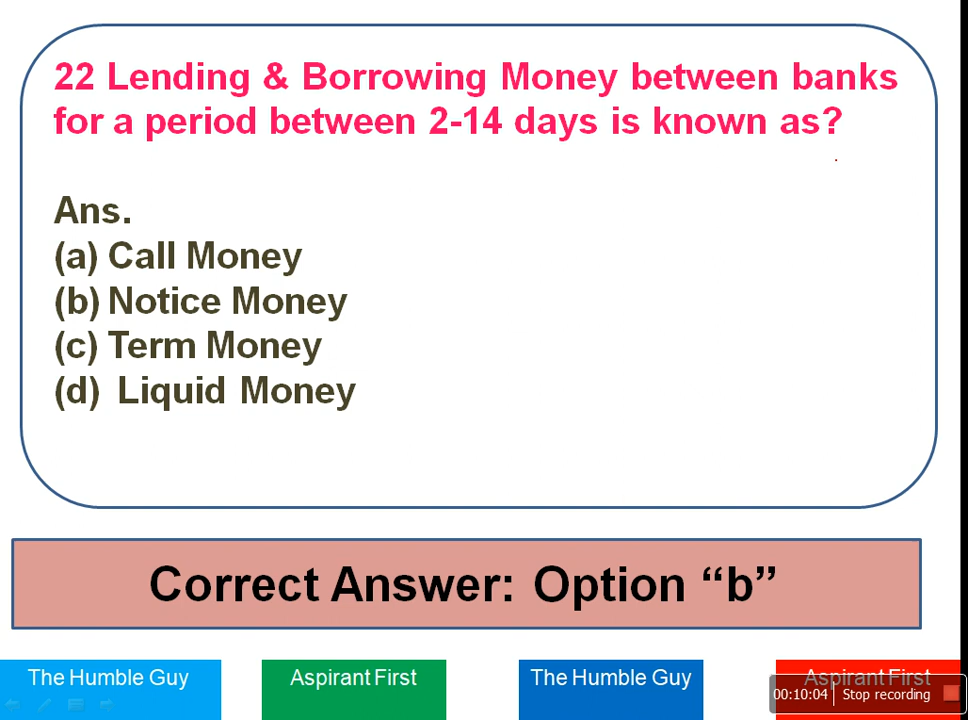 22 Lending & Borrowing Money between banks
for a period between 2-14 days is known as?
Ans.
(a) Call Money
(b) Notice Money
(c) Term Money
(d) Liquid Money
Correct Answer: Option “b”
The Humble Guy
Aspirant First
The Humble Guy
Aspirant First
00:10:04 Stop recording